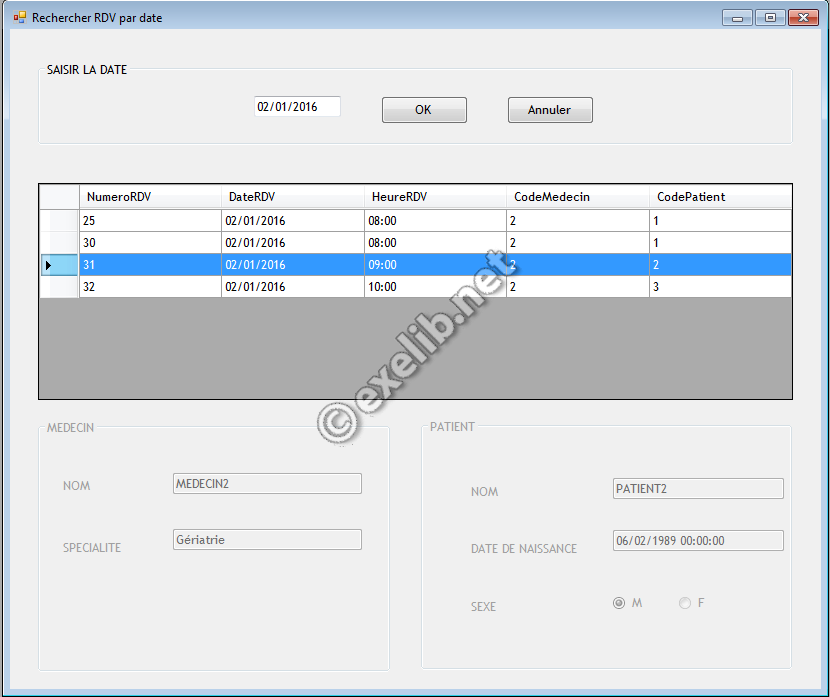 Rechercher RDV par date
SAISIR LA DATE
02/01/2016 OK Annuler
NumeroRDV DateRDV HeureRDV CodeMedecin CodePatient
25 02/01/2016 08:00 2 1
30 02/01/2016 08:00 2 1
31 02/01/2016 09:00 2 2
32 02/01/2016 10:00 2 3
© exelib.net
MEDECIN
NOM MEDECIN2
SPECIALITE Gériatrie
PATIENT
NOM PATIENT2
DATE DE NAISSANCE 06/02/1989 00:00:00
SEXE M F